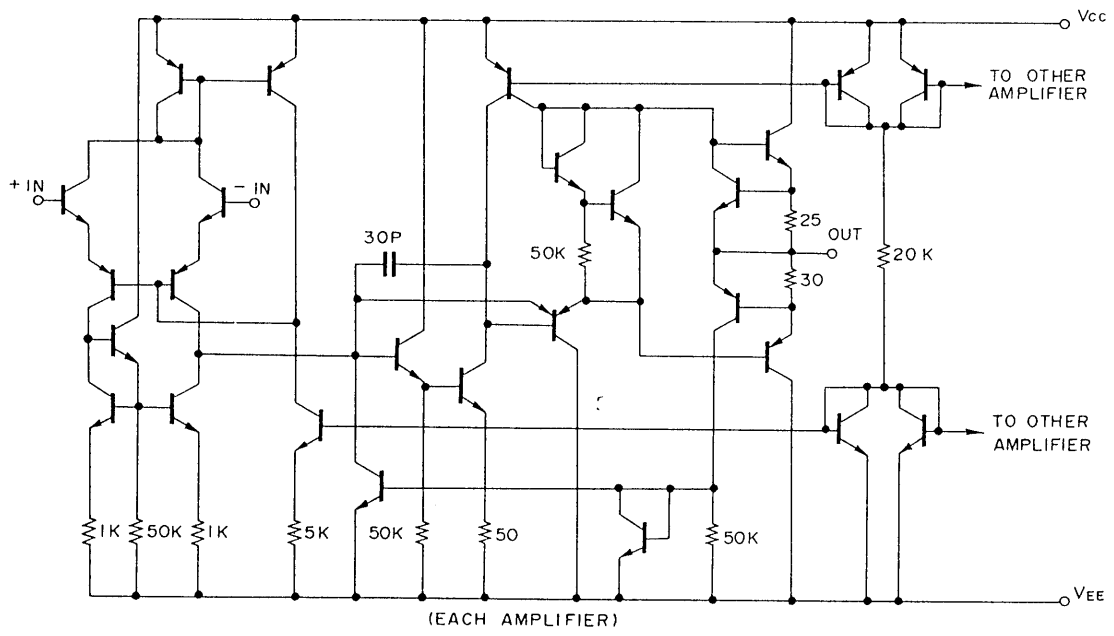 Vcc
TO OTHER
AMPLIFIER
+ IN
- IN
25
OUT
30P
50K
20 K
30
TO OTHER
AMPLIFIER
1K
50K
1K
5K
50K
50
50K
VEE
(EACH AMPLIFIER)